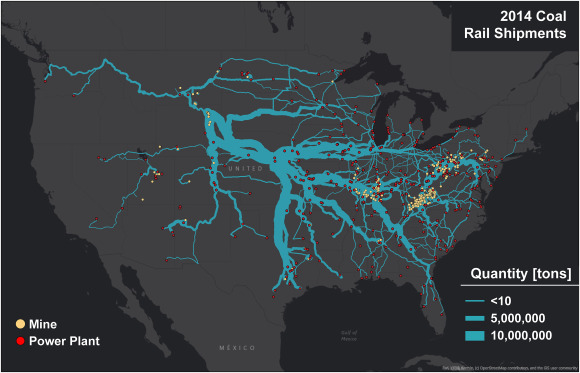 2014 Coal
Rail Shipments
UNITED
Quantity [tons]
<10
5,000,000
10,000,000
Mine
Power Plant
Gulf of
Mexico
MÉXICO